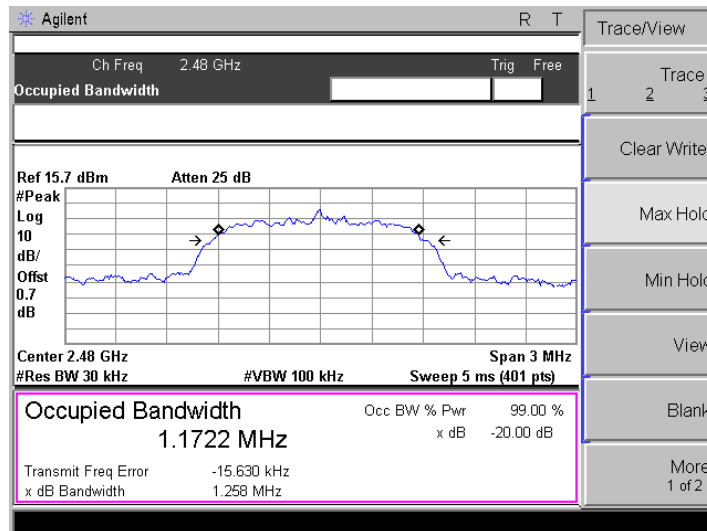 Agilent R T
Ch Freq 2.48 GHz Trig Free
Occupied Bandwidth
Ref 15.7 dBm Atten 25 dB
#Peak
Log
10
dB/
Offst
0.7
dB
Center 2.48 GHz Span 3 MHz
#Res BW 30 kHz #VBW 100 kHz Sweep 5 ms (401 pts)
Occupied Bandwidth
1.1722 MHz
Occ BW % Pwr 99.00 %
x dB -20.00 dB
Transmit Freq Error -15.630 kHz
x dB Bandwidth 1.258 MHz
Trace/View
Trace
1 2 3
Clear Write
Max Hold
Min Hold
View
Blank
More
1 of 2